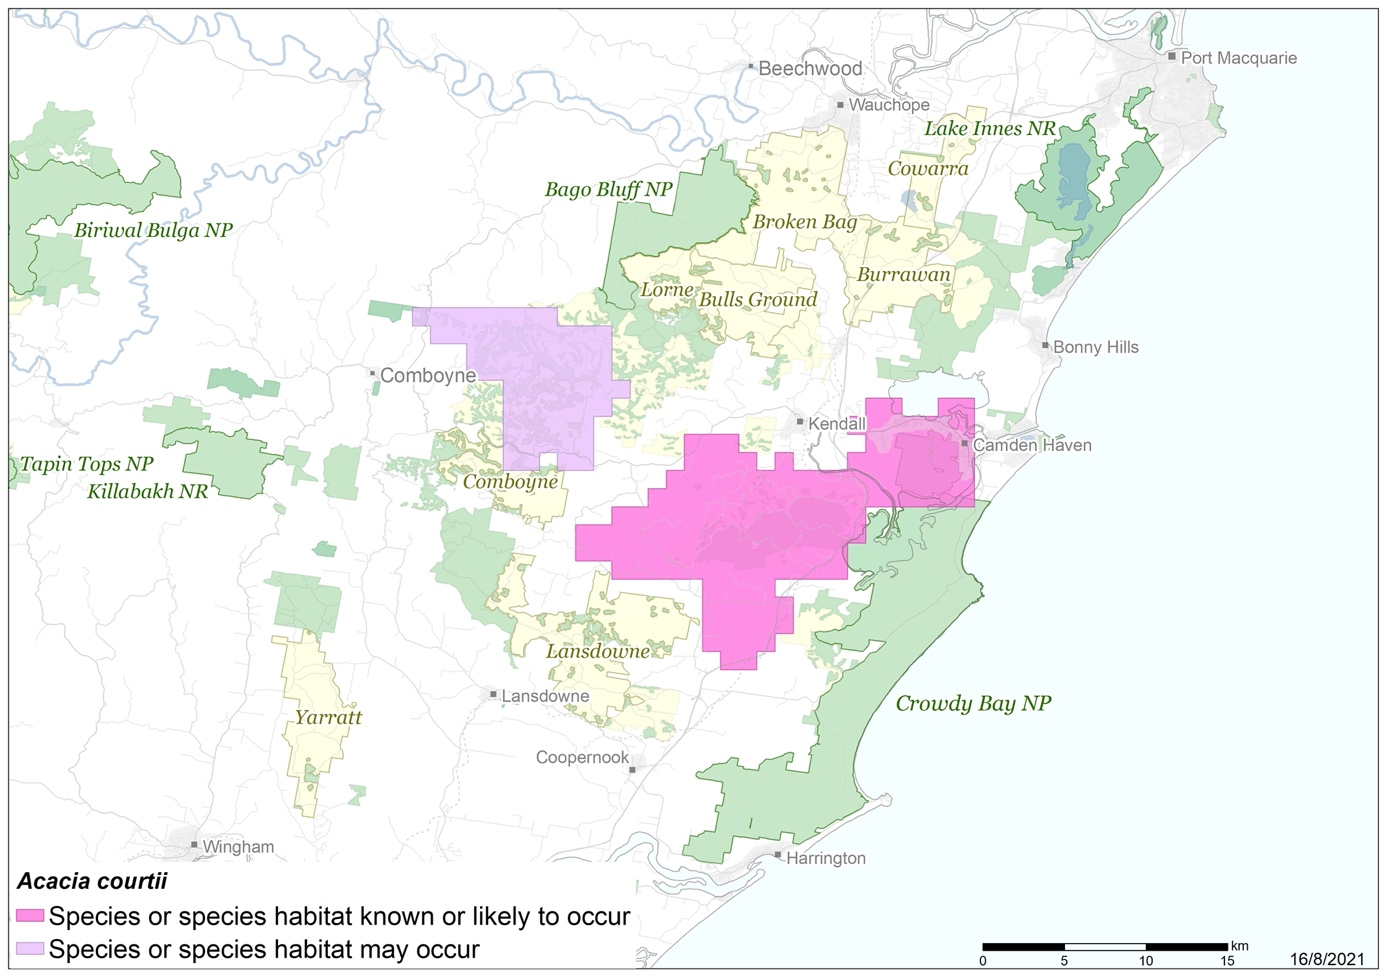 Port Macquarie
Beechwood
Wauchope
Lake Innes NR
Cowarra
Bago Bluff NP
Broken Bag
Biriwal Bulga NP
Burrawan
Lorne
Bulls Ground
Bonny Hills
Comboyne
Kendall
Camden Haven
Tapin Tops NP
Killabakh NR
Comboyne
Lansdowne
Lansdowne
Crowdy Bay NP
Yarratt
Coopernook
Wingham
Harrington
Acacia courtii
Species or species habitat known or likely to occur
Species or species habitat may occur
km
0 5 10 15
16/8/2021